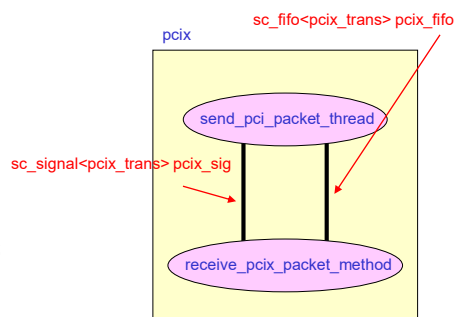 sc_fifo<pcix_trans> pcix_fifo
pcix
send_pci_packet_thread
sc_signal<pcix_trans> pcix_sig
receive_pcix_packet_method